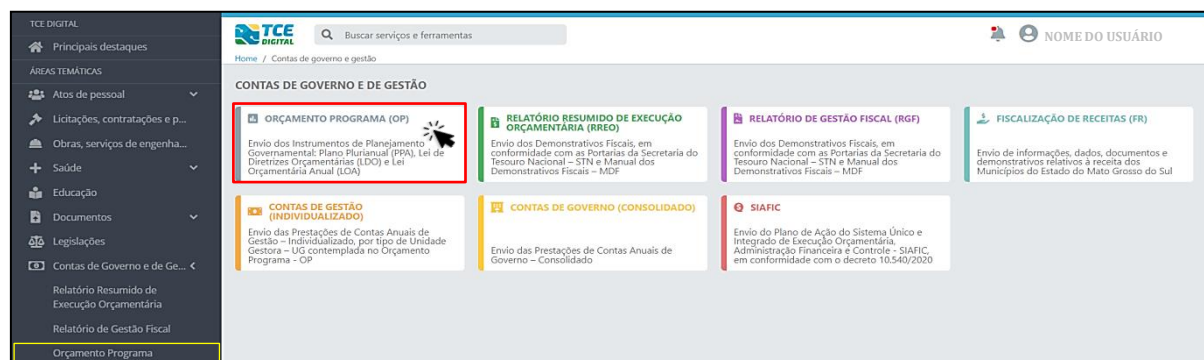 TCE DIGITAL
Principais destaques
ÁREAS TEMÁTICAS
Atos de pessoal
Licitações, contratações e p...
Obras, serviços de engenha...
Saúde
Educação
Documentos
Legislações
Contas de Governo e de Ge...
Relatório Resumido de
Execução Orçamentária
Relatório de Gestão Fiscal
Orçamento Programa
TCE
DIGITAL
Buscar serviços e ferramentas
NOME DO USUÁRIO
Home / Contas de governo e gestão
CONTAS DE GOVERNO E DE GESTÃO
ORÇAMENTO PROGRAMA (OP)
Envio dos Instrumentos de Planejamento
Governamental: Plano Plurianual (PPA), Lei de
Diretrizes Orçamentárias (LDO) e Lei
Orçamentária Anual (LOA)
RELATÓRIO RESUMIDO DE EXECUÇÃO
ORÇAMENTÁRIA (RREO)
Envio dos Demonstrativos Fiscais, em
conformidade com as Portarias da Secretaria do
Tesouro Nacional – STN e Manual dos
Demonstrativos Fiscais – MDF
RELATÓRIO DE GESTÃO FISCAL (RGF)
Envio dos Demonstrativos Fiscais, em
conformidade com as Portarias da Secretaria do
Tesouro Nacional – STN e Manual dos
Demonstrativos Fiscais – MDF
FISCALIZAÇÃO DE RECEITAS (FR)
Envio de informações, dados, documentos e
demonstrativos relativos à receita dos
Municípios do Estado do Mato Grosso do Sul
CONTAS DE GESTÃO
(INDIVIDUALIZADO)
Envio das Prestações de Contas Anuais de
Gestão – Individualizado, por tipo de Unidade
Gestora – UG contemplada no Orçamento
Programa - OP
CONTAS DE GOVERNO (CONSOLIDADO)
Envio das Prestações de Contas Anuais de
Governo – Consolidado
SIAFIC
Envio do Plano de Ação do Sistema Único e
Integrado de Execução Orçamentária,
Administração Financeira e Controle - SIAFIC,
em conformidade com o decreto 10.540/2020